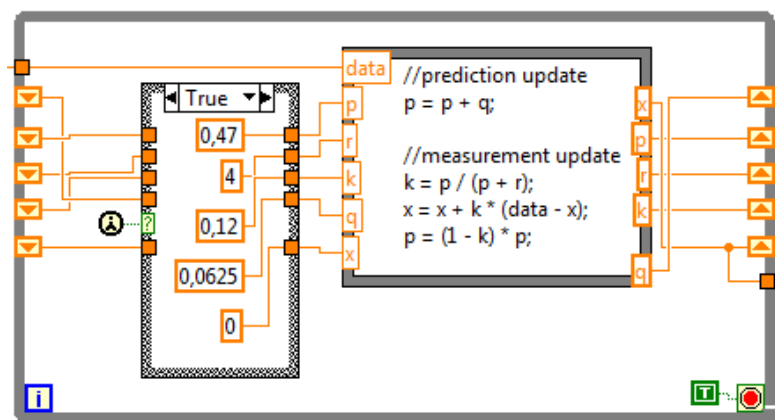 data
p
r
k
q
x
True
0,47
4
0,12
0,0625
0
?
//prediction update
p = p + q;
//measurement update
k = p / (p + r);
x = x + k * (data - x);
p = (1 - k) * p;
x
p
r
k
q
i
T